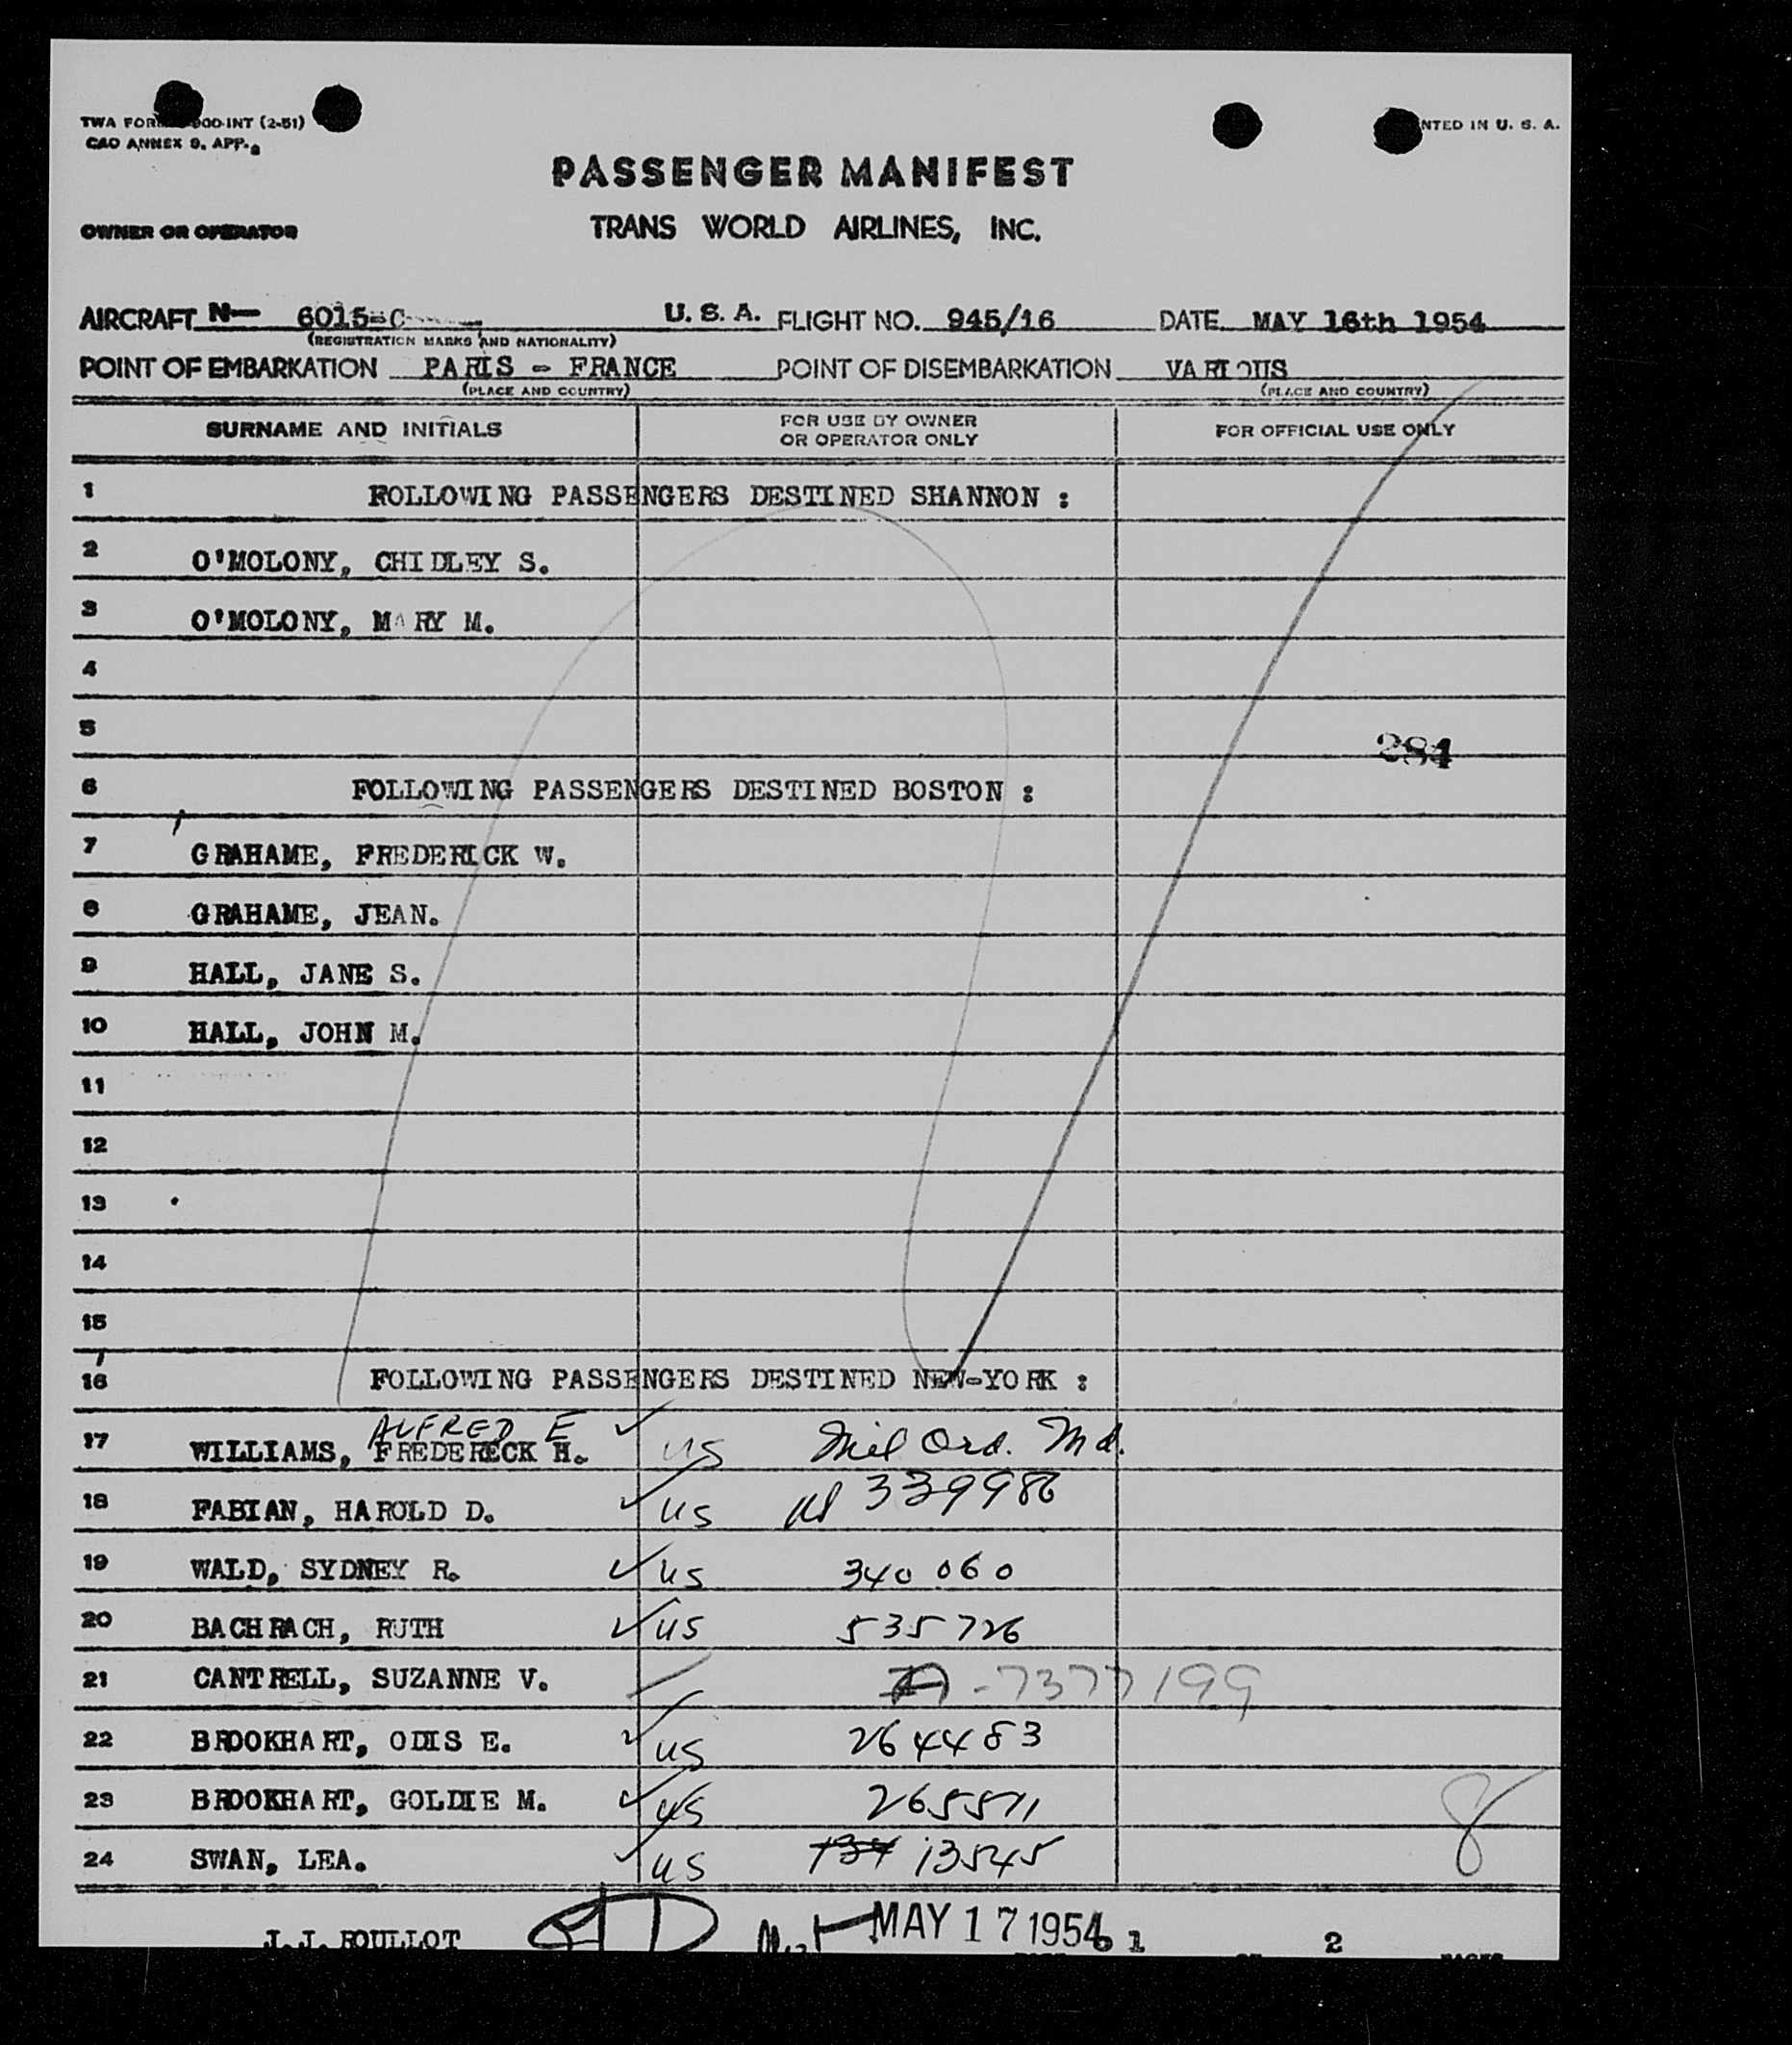 TWA FORM 900-INT (2-51)
CAO ANNEX 9, APP.
NTED IN U. S. A.
PASSENGER MANIFEST
OWNER OR OPERATOR TRANS WORLD AIRLINES, INC.
AIRCRAFT N— 6015-C U. S. A. FLIGHT NO. 945/16 DATE MAY 16th 1954
(REGISTRATION MARKS AND NATIONALITY)
POINT OF EMBARKATION PARIS - FRANCE POINT OF DISEMBARKATION VARIOUS
(PLACE AND COUNTRY) (PLACE AND COUNTRY)
SURNAME AND INITIALS FOR USE BY OWNER OR OPERATOR ONLY FOR OFFICIAL USE ONLY
1 FOLLOWING PASSENGERS DESTINED SHANNON :
2 O'MOLONY, CHIDLEY S.
3 O'MOLONY, MARY M.
4
5 284
6 FOLLOWING PASSENGERS DESTINED BOSTON :
7 GRAHAME, FREDERICK W.
8 GRAHAME, JEAN.
9 HALL, JANE S.
10 HALL, JOHN M.
11
12
13
14
15
16 FOLLOWING PASSENGERS DESTINED NEW-YORK :
ALFRED E
17 WILLIAMS, FREDERECK H. ✓ US Mil Ord. Md.
18 FABIAN, HAROLD D. ✓ US 339986
19 WALD, SYDNEY R. ✓ US 340060
20 BACHRACH, RUTH ✓ US 535726
21 CANTRELL, SUZANNE V. A-7377199
22 BROOKHART, ODIS E. ✓ US 264483
23 BROOKHART, GOLDIE M. ✓ US 265571 8
24 SWAN, LEA. ✓ US 134 13545
J.J. ROULLOT MAY 17 1954 1 2